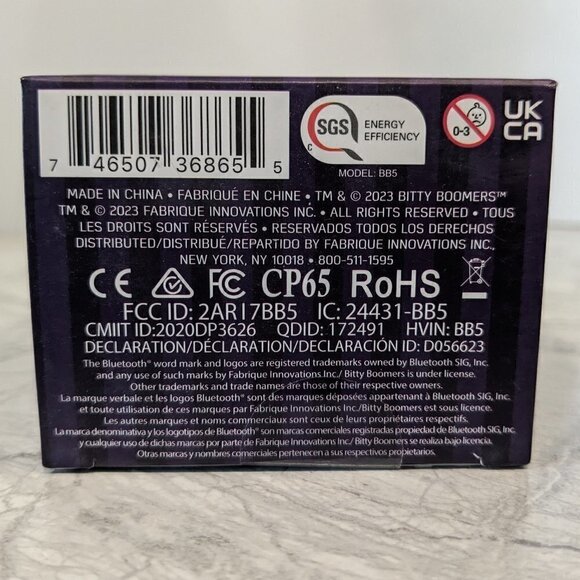 SGS
C
ENERGY
EFFICIENCY
0-3
UK
CA
7 46507 36865 5
MODEL: BB5
MADE IN CHINA • FABRIQUÉ EN CHINE • TM & © 2023 BITTY BOOMERS™
TM & © 2023 FABRIQUE INNOVATIONS INC. • ALL RIGHTS RESERVED • TOUS
LES DROITS SONT RÉSERVÉS • RESERVADOS TODOS LOS DERECHOS
DISTRIBUTED/DISTRIBUÉ/REPARTIDO BY FABRIQUE INNOVATIONS INC.,
NEW YORK, NY 10018 • 800-511-1595
CE FC CP65 RoHS
FCC ID: 2ARI7BB5 IC: 24431-BB5
CMIIT ID:2020DP3626 QDID: 172491 HVIN: BB5
DECLARATION/DÉCLARATION/DECLARACIÓN ID: D056623
The Bluetooth® word mark and logos are registered trademarks owned by Bluetooth SIG, Inc.
and any use of such marks by Fabrique Innovations Inc./ Bitty Boomers is under license.
Other trademarks and trade names are those of their respective owners.
La marque verbale et les logos Bluetooth® sont des marques déposées appartenant à Bluetooth SIG, Inc. et
toute utilisation de ces marques par Fabrique Innovations Inc./ Bitty Boomers est sous licence.
Les autres marques et noms commerciaux sont ceux de leurs propriétaires respectifs.
La marca denominativa y los logotipos de Bluetooth® son marcas comerciales registradas propiedad de Bluetooth SIG, Inc.
y cualquier uso de dichas marcas por parte de Fabrique Innovations Inc./ Bitty Boomers se realiza bajo licencia.
Otras marcas y nombres comerciales pertenecen a sus respectivos propietarios.